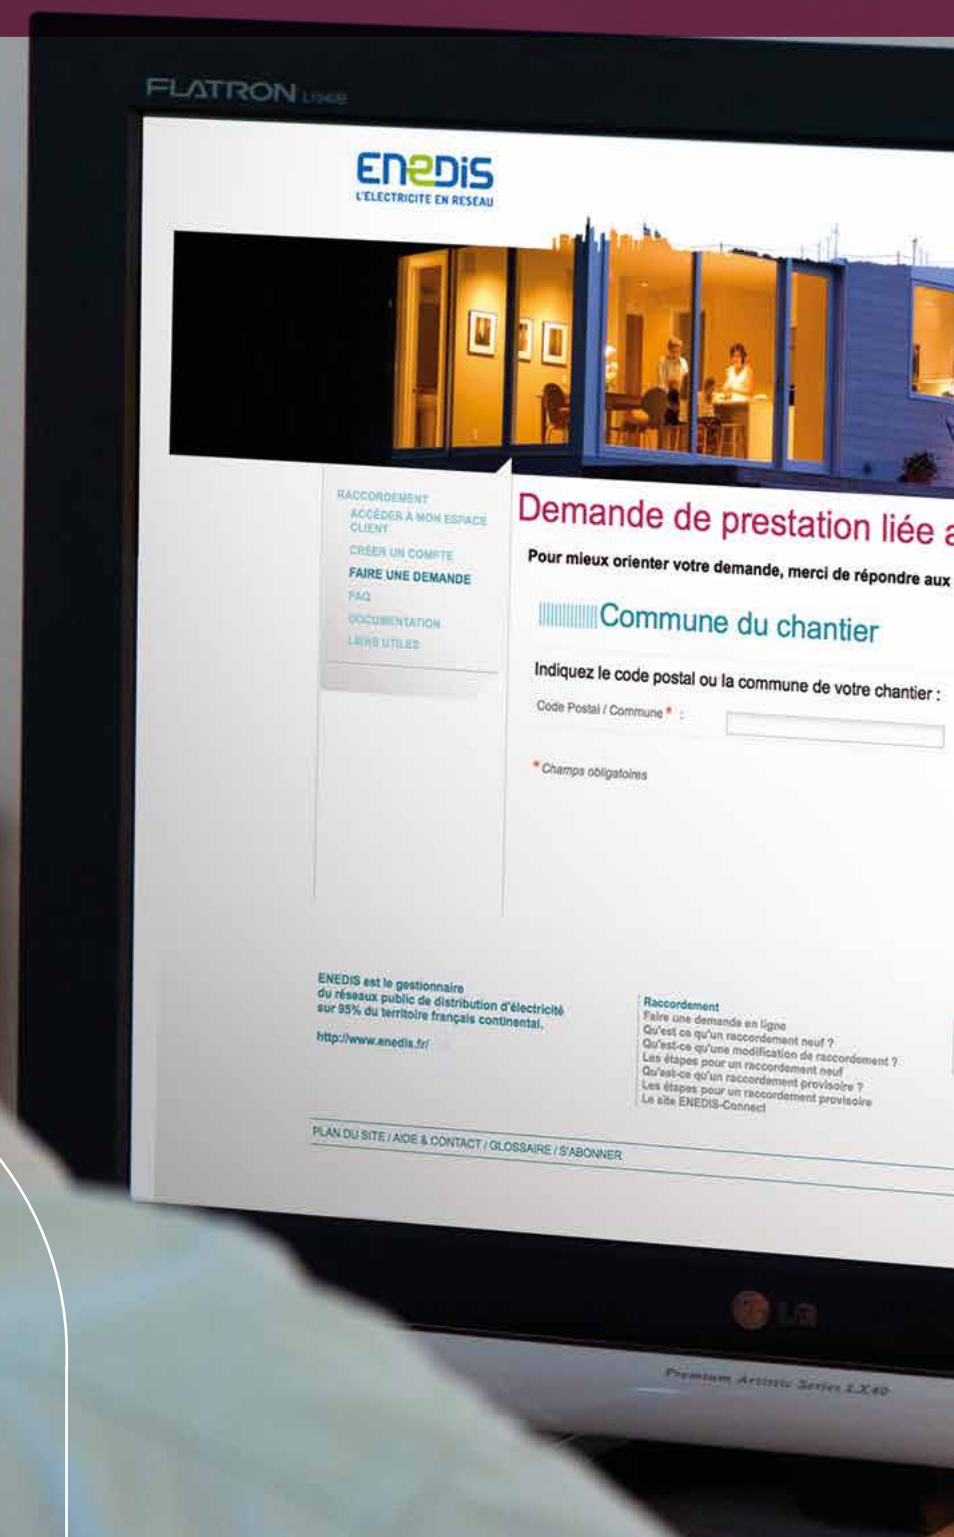 FLATRON
ENEDIS
L'ELECTRICITE EN RESEAU
RACCORDEMENT
ACCÉDER À MON ESPACE
CLIENT
CRÉER UN COMPTE
FAIRE UNE DEMANDE
FAQ
DOCUMENTATION
LIENS UTILES
Demande de prestation liée a
Pour mieux orienter votre demande, merci de répondre aux
Commune du chantier
Indiquez le code postal ou la commune de votre chantier :
Code Postal / Commune * :
* Champs obligatoires
ENEDIS est le gestionnaire
du réseaux public de distribution d'électricité
sur 95% du territoire français continental.
http://www.enedis.fr/
Raccordement
Faire une demande en ligne
Qu'est ce qu'un raccordement neuf ?
Qu'est-ce qu'une modification de raccordement ?
Les étapes pour un raccordement neuf
Qu'est-ce qu'un raccordement provisoire ?
Les étapes pour un raccordement provisoire
Le site ENEDIS-Connect
PLAN DU SITE / AIDE & CONTACT / GLOSSAIRE / S'ABONNER
LG
Premium Artistic Series LX40